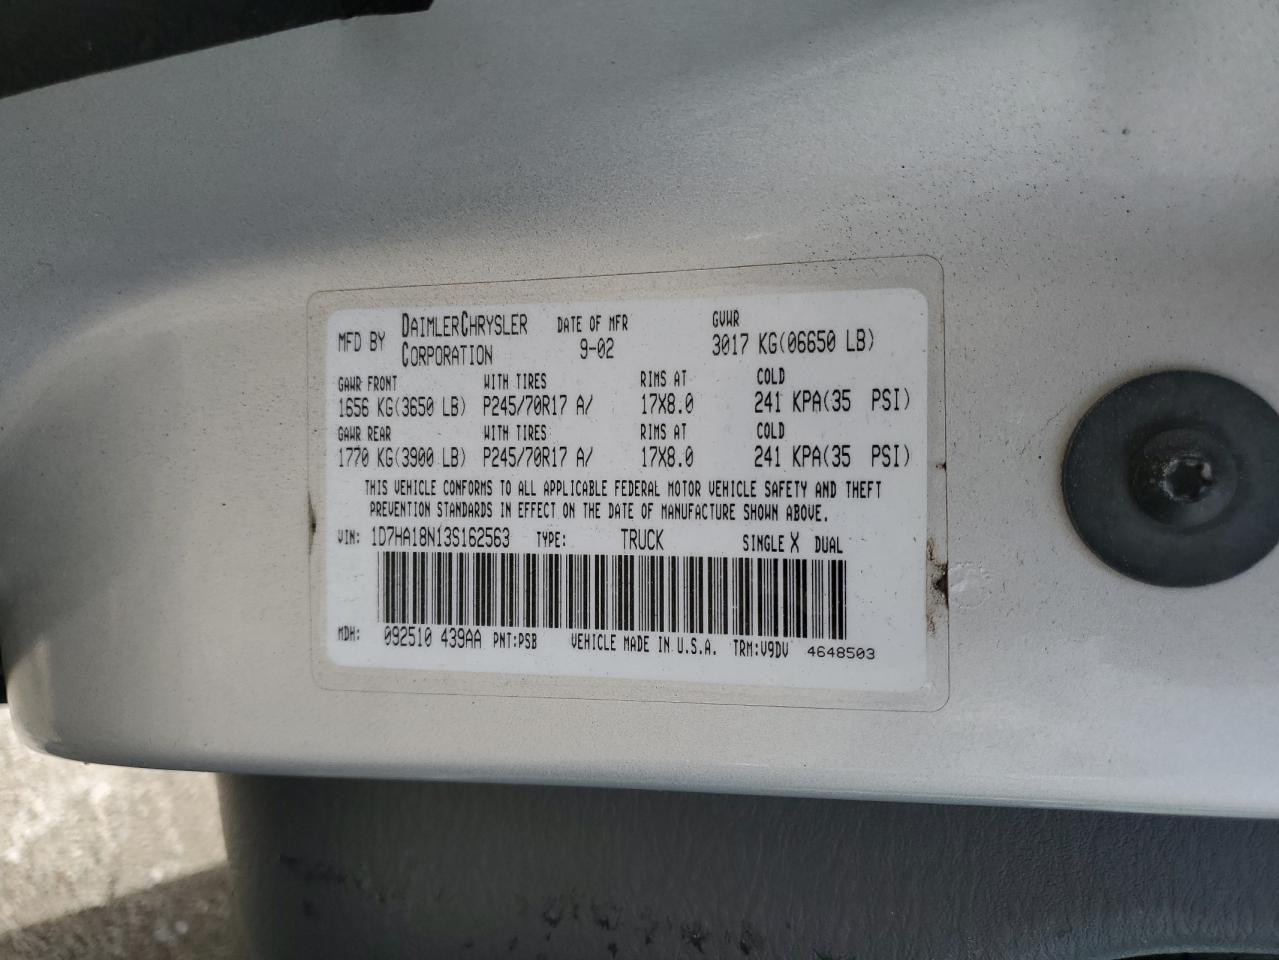 MFD BY DAIMLERCHRYSLER CORPORATION DATE OF MFR 9-02 GVWR 3017 KG(06650 LB)
GAWR FRONT WITH TIRES RIMS AT COLD
1656 KG(3650 LB) P245/70R17 A/ 17X8.0 241 KPA(35 PSI)
GAWR REAR WITH TIRES RIMS AT COLD
1770 KG(3900 LB) P245/70R17 A/ 17X8.0 241 KPA(35 PSI)
THIS VEHICLE CONFORMS TO ALL APPLICABLE FEDERAL MOTOR VEHICLE SAFETY AND THEFT
PREVENTION STANDARDS IN EFFECT ON THE DATE OF MANUFACTURE SHOWN ABOVE.
VIN: 1D7HA18N13S162563 TYPE: TRUCK SINGLE X DUAL
MDH: 092510 439AA PNT:PSB VEHICLE MADE IN U.S.A. TRM:V9DV 4648503